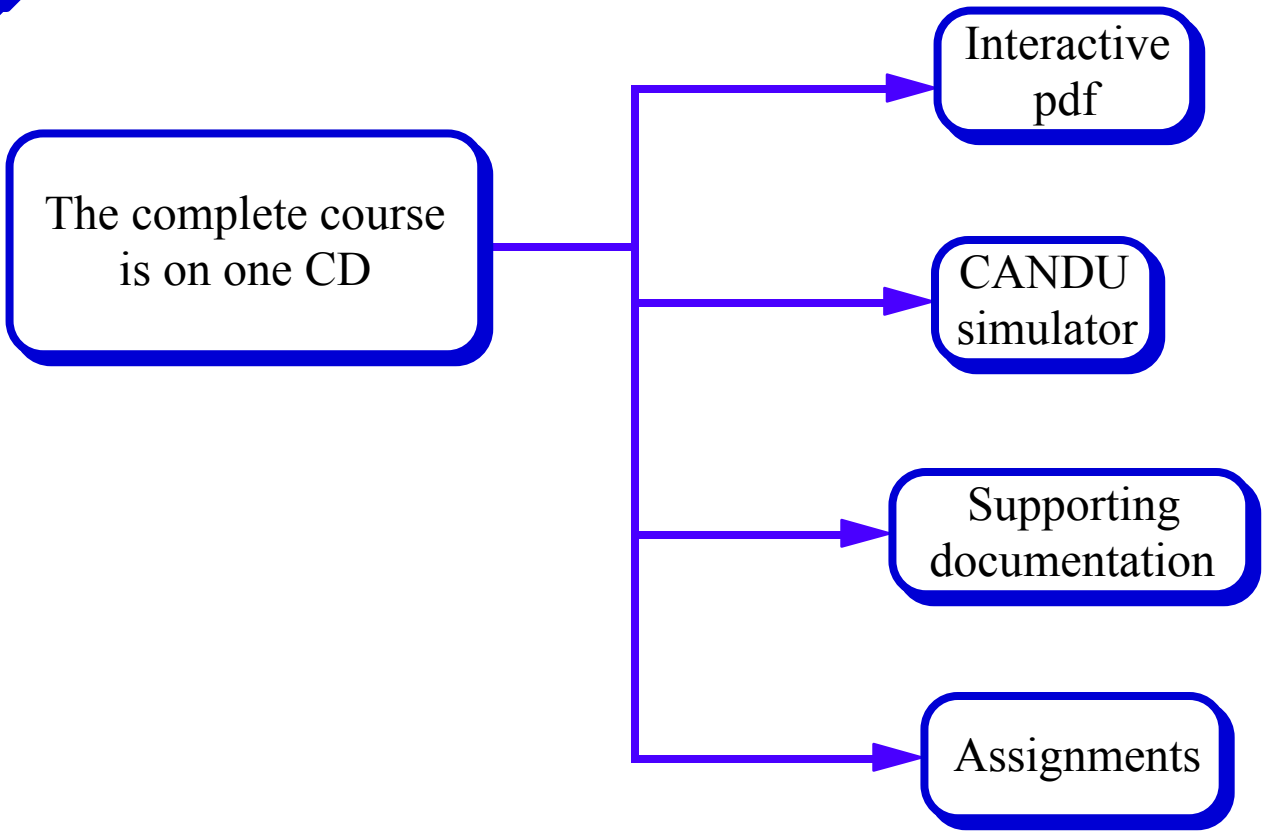 The complete course
is on one CD
Interactive
pdf
CANDU
simulator
Supporting
documentation
Assignments